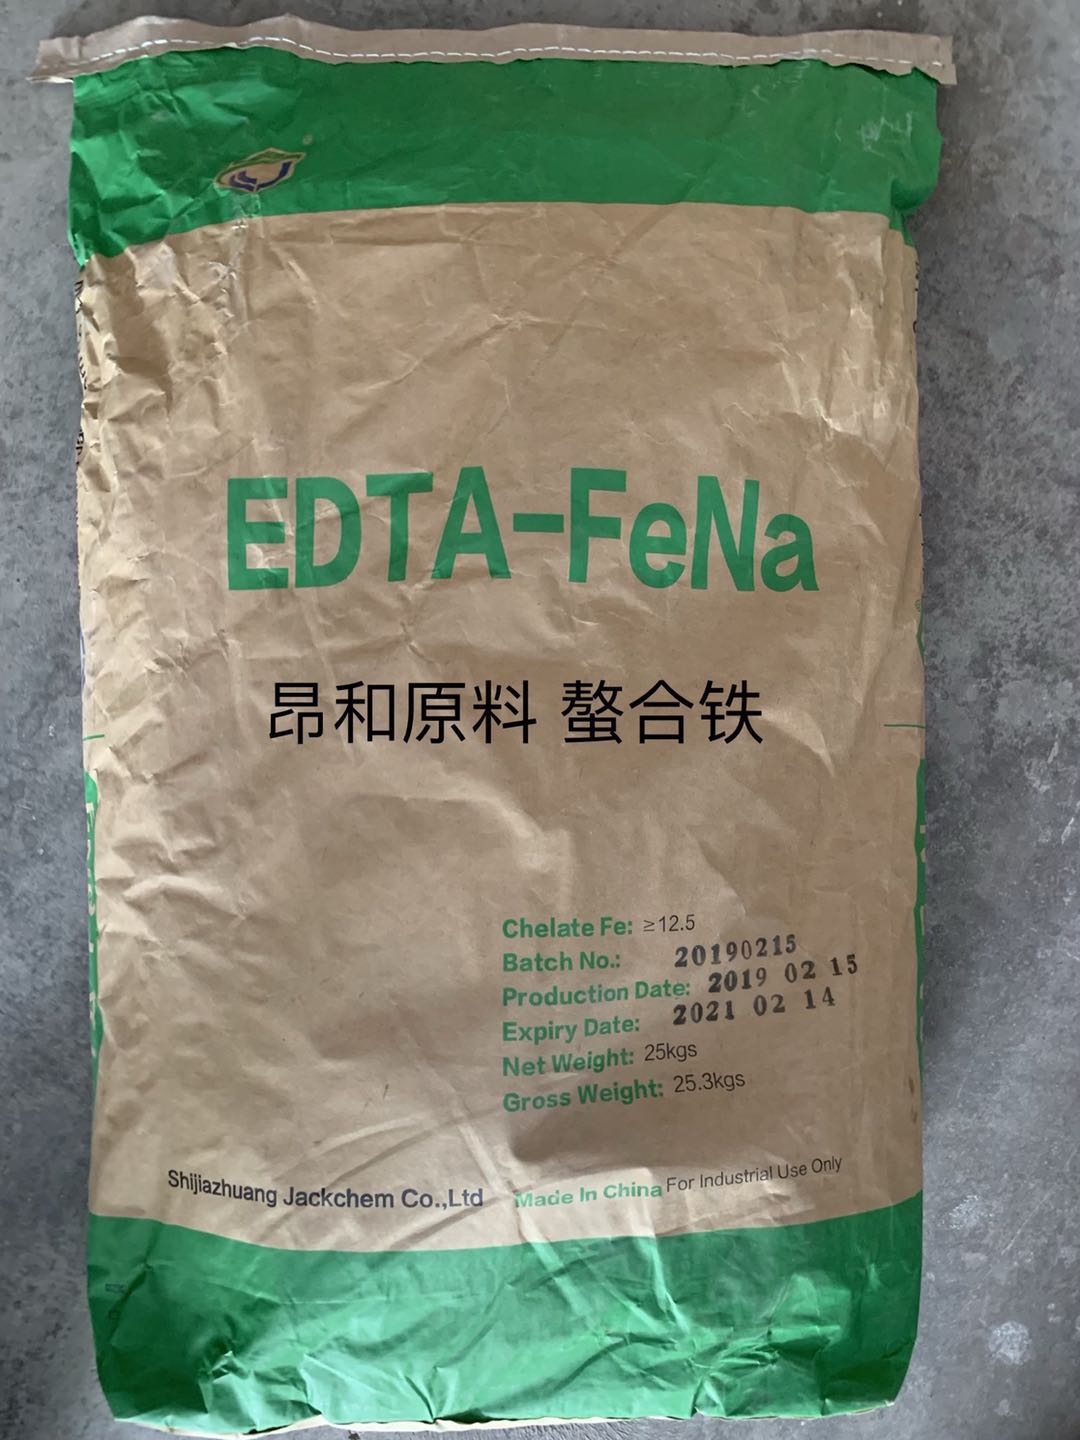 EDTA-FeNa
昂和原料 螯合铁
Chelate Fe: ≥12.5
Batch No.: 20190215
Production Date: 2019 02 15
Expiry Date: 2021 02 14
Net Weight: 25kgs
Gross Weight: 25.3kgs
Shijiazhuang Jackchem Co.,Ltd Made In China For Industrial Use Only